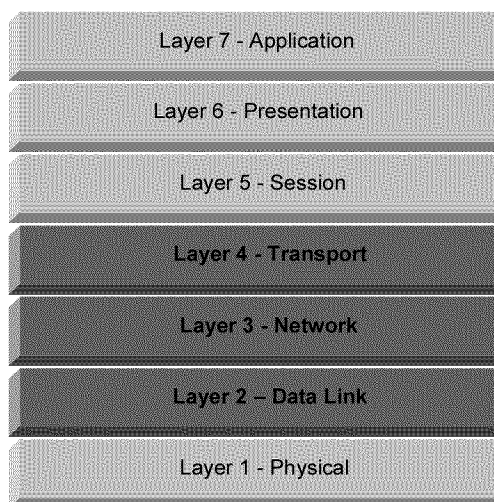 Layer 7 - Application
Layer 6 - Presentation
Layer 5 - Session
Layer 4 - Transport
Layer 3 - Network
Layer 2 – Data Link
Layer 1 - Physical